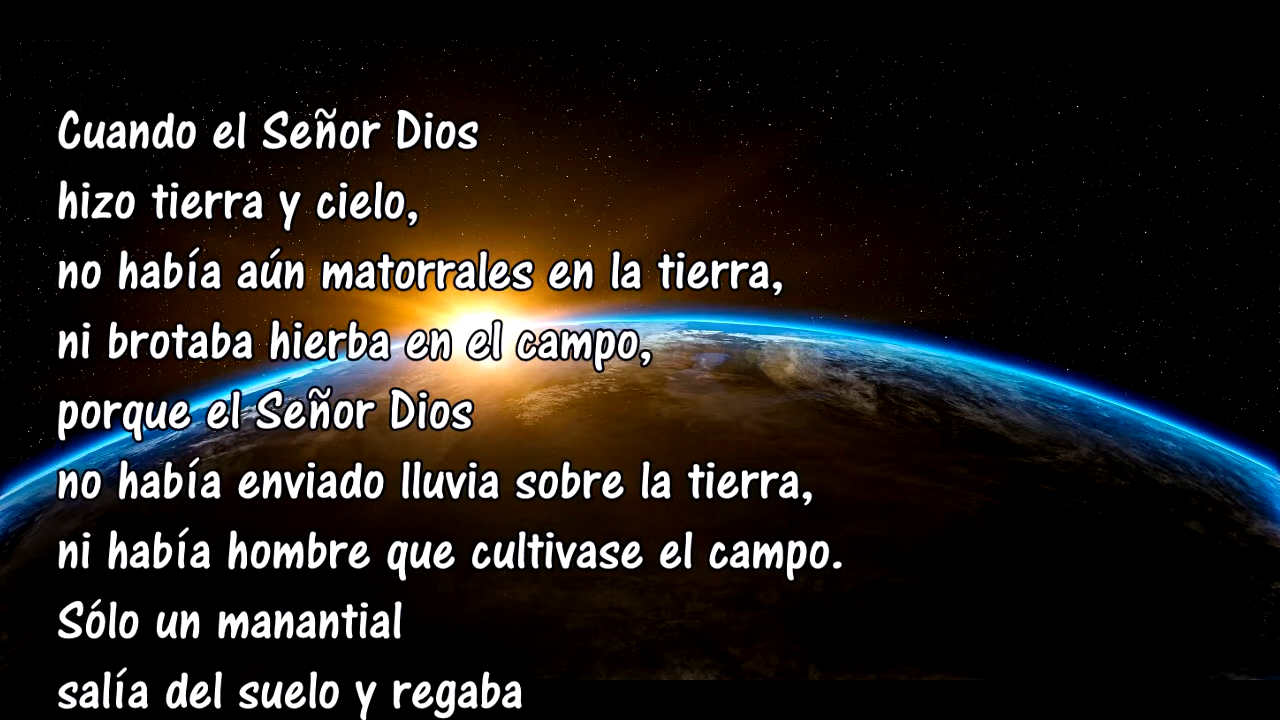 Cuando el Señor Dios
hizo tierra y cielo,
no había aún matorrales en la tierra,
ni brotaba hierba en el campo,
porque el Señor Dios
no había enviado lluvia sobre la tierra,
ni había hombre que cultivase el campo.
Sólo un manantial
salía del suelo y regaba